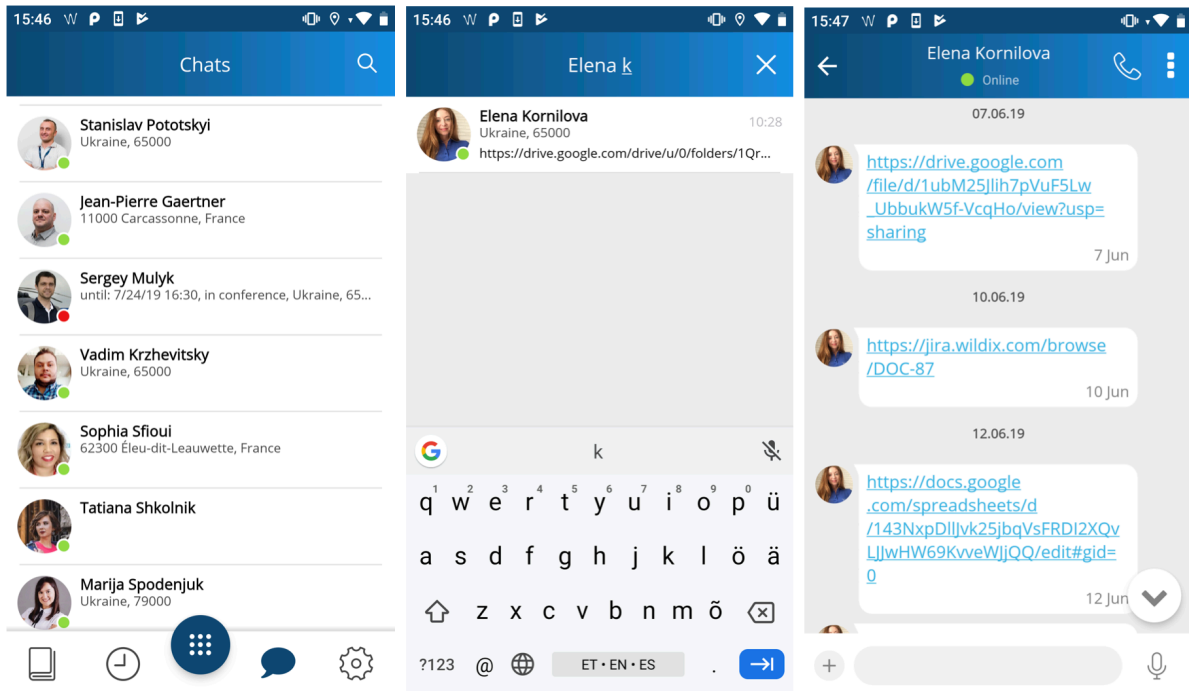 15:46
Chats
Stanislav Pototskyi
Ukraine, 65000
Jean-Pierre Gaertner
11000 Carcassonne, France
Sergey Mulyk
until: 7/24/19 16:30, in conference, Ukraine, 65...
Vadim Krzhevitsky
Ukraine, 65000
Sophia Sfioui
62300 Éleu-dit-Leauwette, France
Tatiana Shkolnik
Marija Spodenjuk
Ukraine, 79000
15:46
Elena k
Elena Kornilova
10:28
Ukraine, 65000
https://drive.google.com/drive/u/0/folders/1Qr...
k
1 2 3 4 5 6 7 8 9 0
q w e r t y u i o p ü
a s d f g h j k l ö ä
z x c v b n m õ
?123 @ ET • EN • ES .
15:47
Elena Kornilova
Online
07.06.19
https://drive.google.com
/file/d/1ubM25Jlih7pVuF5Lw
_UbbukW5f-VcqHo/view?usp=
sharing
7 Jun
10.06.19
https://jira.wildix.com/browse
/DOC-87
10 Jun
12.06.19
https://docs.google
.com/spreadsheets/d
/143NxpDllJvk25jbqVsFRDI2XQv
LJJwHW69KvveWJjQQ/edit#gid=
0
12 Jun